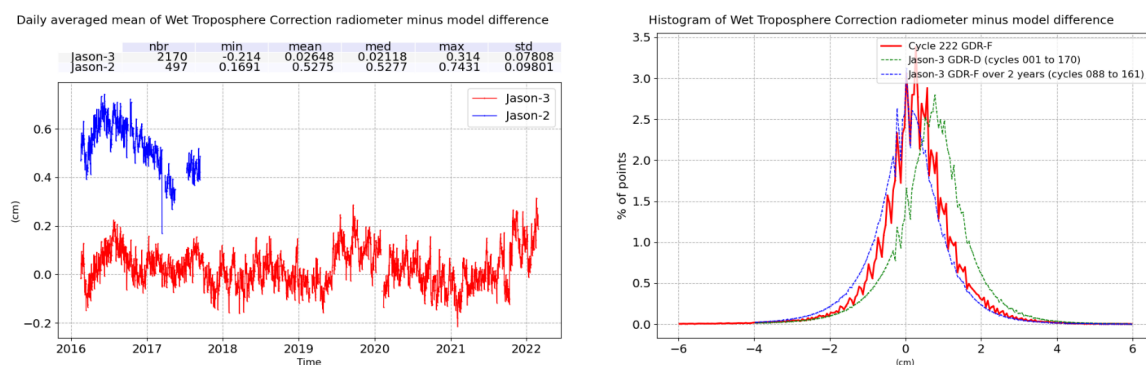 Daily averaged mean of Wet Troposphere Correction radiometer minus model difference
nbr min mean med max std
Jason-3 2170 -0.214 0.02648 0.02118 0.314 0.07808
Jason-2 497 0.1691 0.5275 0.5277 0.7431 0.09801
Jason-3
Jason-2
0.6
0.4
0.2
0.0
−0.2
(cm)
2016 2017 2018 2019 2020 2021 2022
Time
Histogram of Wet Troposphere Correction radiometer minus model difference
Cycle 222 GDR-F
Jason-3 GDR-D (cycles 001 to 170)
Jason-3 GDR-F over 2 years (cycles 088 to 161)
3.5
3.0
2.5
2.0
1.5
1.0
0.5
0.0
% of points
−6 −4 −2 0 2 4 6
(cm)